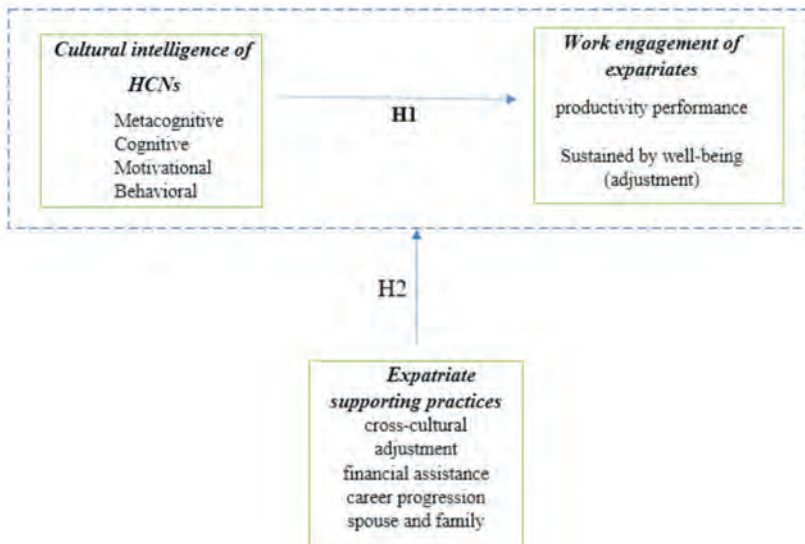 Cultural intelligence of
HCNs
Metacognitive
Cognitive
Motivational
Behavioral
H1
Work engagement of
expatriates
productivity performance
Sustained by well-being
(adjustment)
H2
Expatriate
supporting practices
cross-cultural
adjustment
financial assistance
career progression
spouse and family